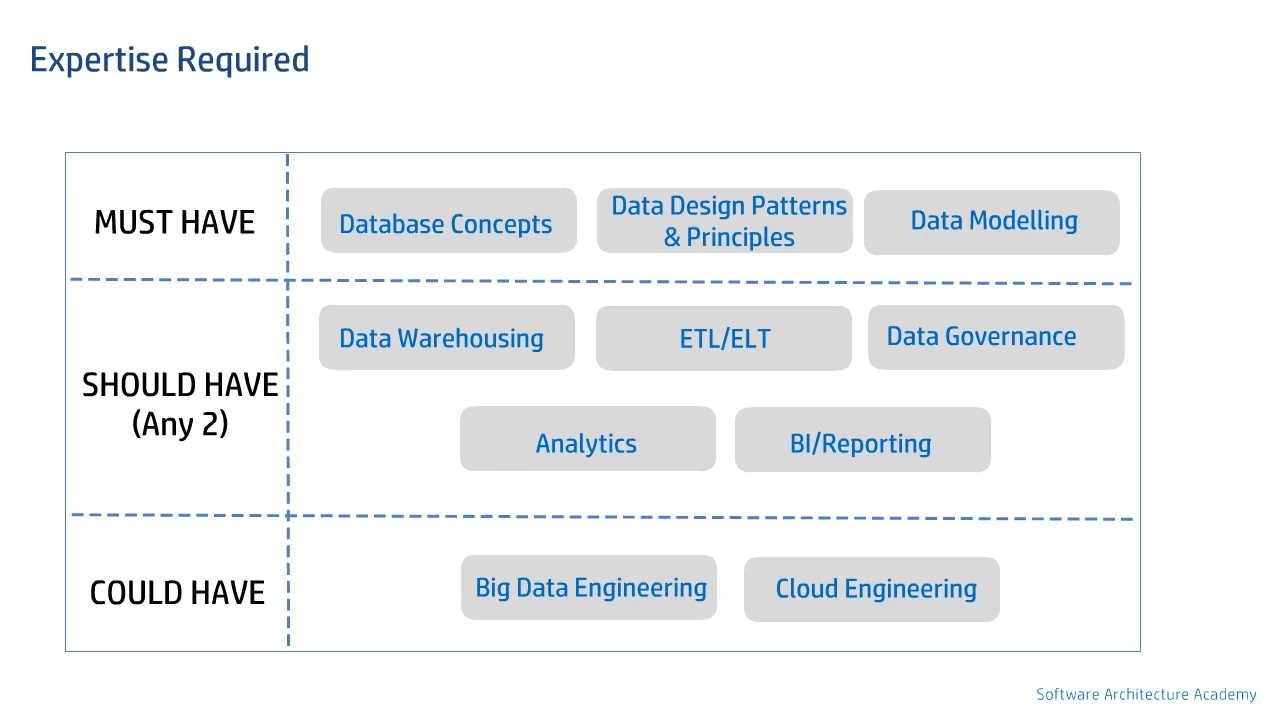 Expertise Required
MUST HAVE
Database Concepts
Data Design Patterns
& Principles
Data Modelling
SHOULD HAVE
(Any 2)
Data Warehousing
ETL/ELT
Data Governance
Analytics
BI/Reporting
COULD HAVE
Big Data Engineering
Cloud Engineering
Software Architecture Academy